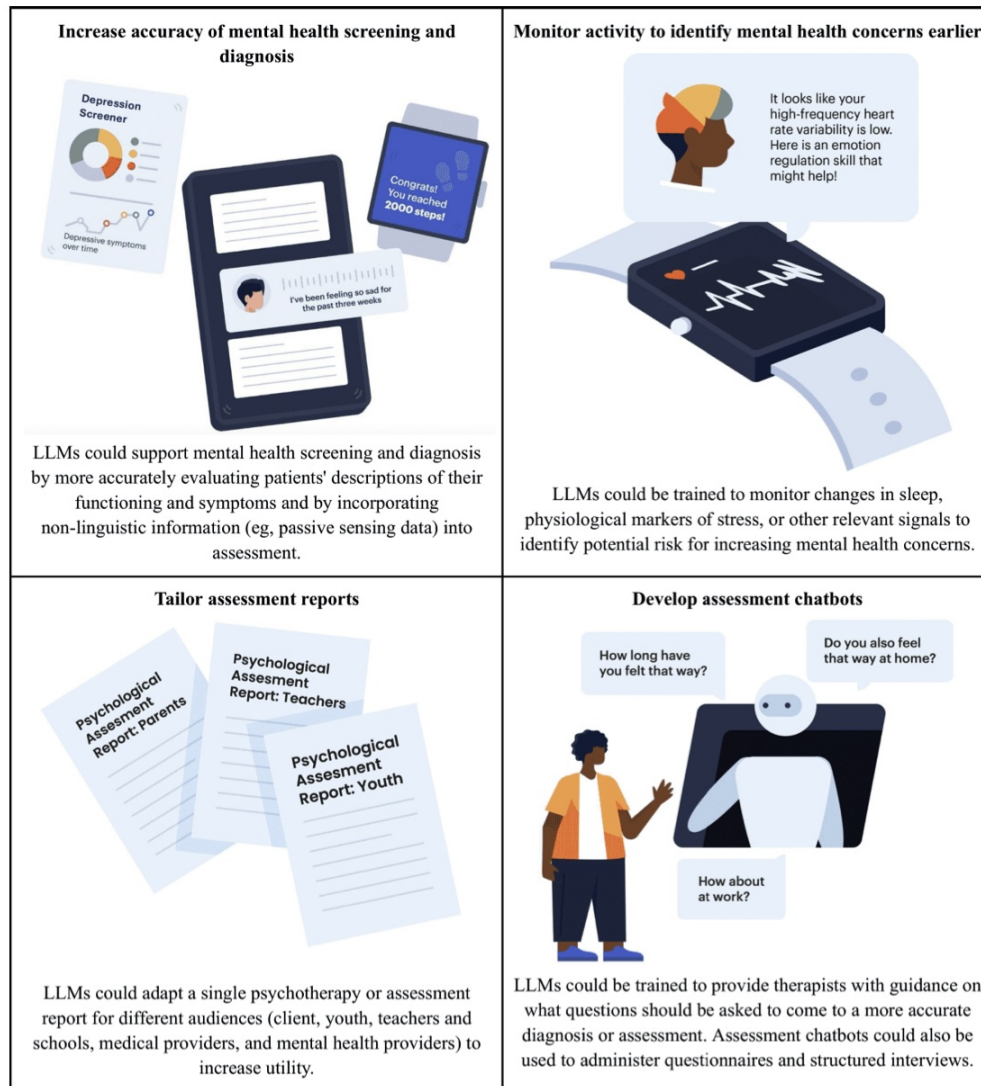 Increase accuracy of mental health screening and
diagnosis
Depression
Screener
Depressive symptoms
over time
Congrats!
You reached
2000 steps!
I've been feeling so sad for
the past three weeks
LLMs could support mental health screening and diagnosis
by more accurately evaluating patients' descriptions of their
functioning and symptoms and by incorporating
non-linguistic information (eg, passive sensing data) into
assessment.
Monitor activity to identify mental health concerns earlier
It looks like your
high-frequency heart
rate variability is low.
Here is an emotion
regulation skill that
might help!
LLMs could be trained to monitor changes in sleep,
physiological markers of stress, or other relevant signals to
identify potential risk for increasing mental health concerns.
Tailor assessment reports
Psychological
Assesment
Report: Parents
Psychological
Assesment
Report: Teachers
Psychological
Assesment
Report: Youth
LLMs could adapt a single psychotherapy or assessment
report for different audiences (client, youth, teachers and
schools, medical providers, and mental health providers) to
increase utility.
Develop assessment chatbots
How long have
you felt that way?
Do you also feel
that way at home?
How about
at work?
LLMs could be trained to provide therapists with guidance on
what questions should be asked to come to a more accurate
diagnosis or assessment. Assessment chatbots could also be
used to administer questionnaires and structured interviews.